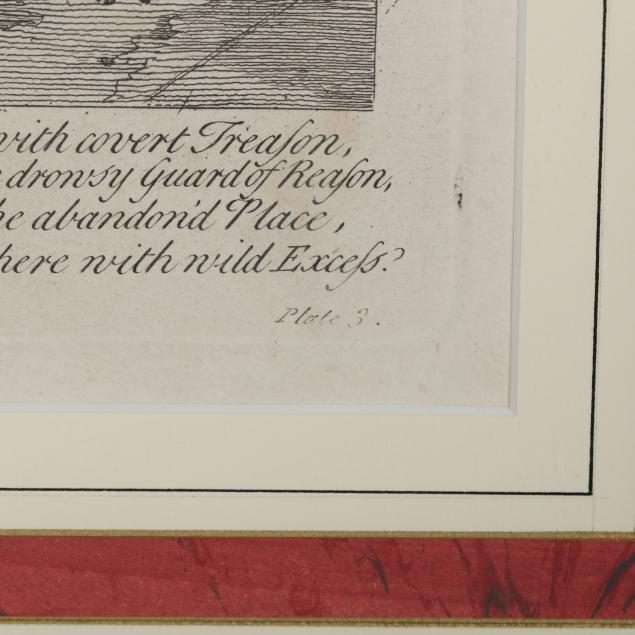 with covert Treaſon,
drowsy Guard of Reaſon,
he abandon'd Place,
here with wild Exceſs?
Plate 3.